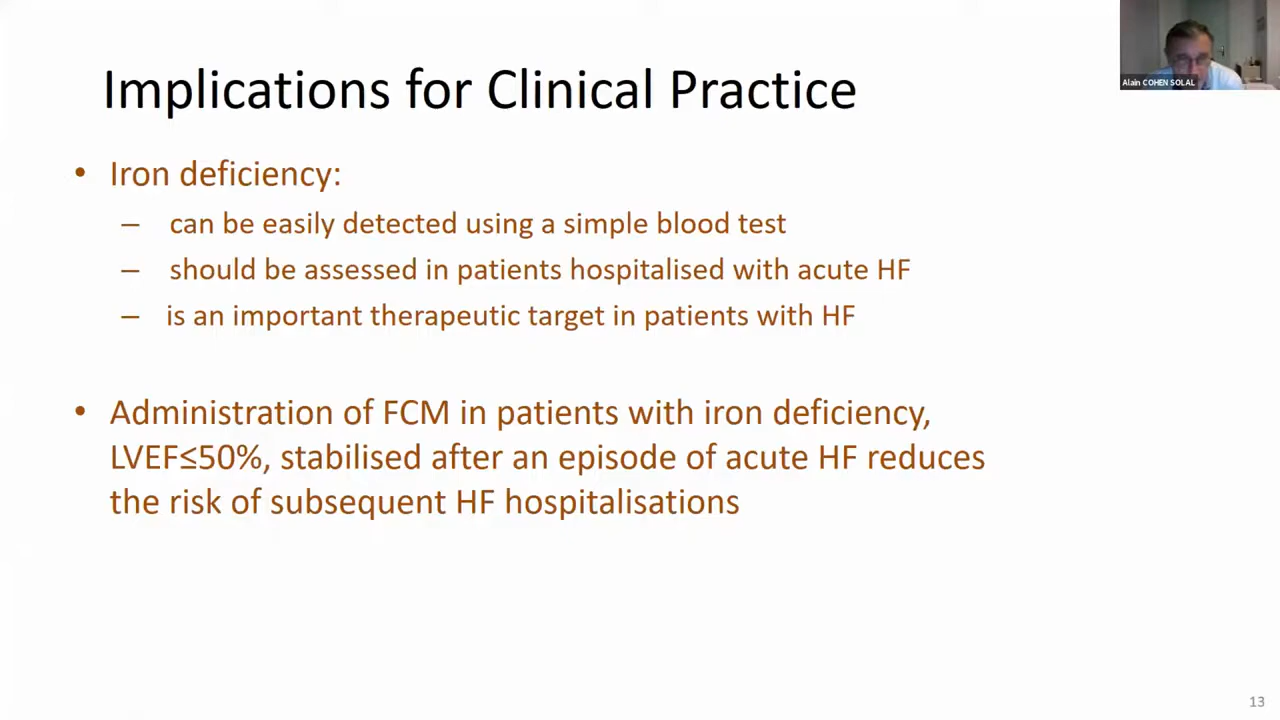 Alain COHEN SOLAL
Implications for Clinical Practice
• Iron deficiency:
– can be easily detected using a simple blood test
– should be assessed in patients hospitalised with acute HF
– is an important therapeutic target in patients with HF
• Administration of FCM in patients with iron deficiency,
LVEF≤50%, stabilised after an episode of acute HF reduces
the risk of subsequent HF hospitalisations
13